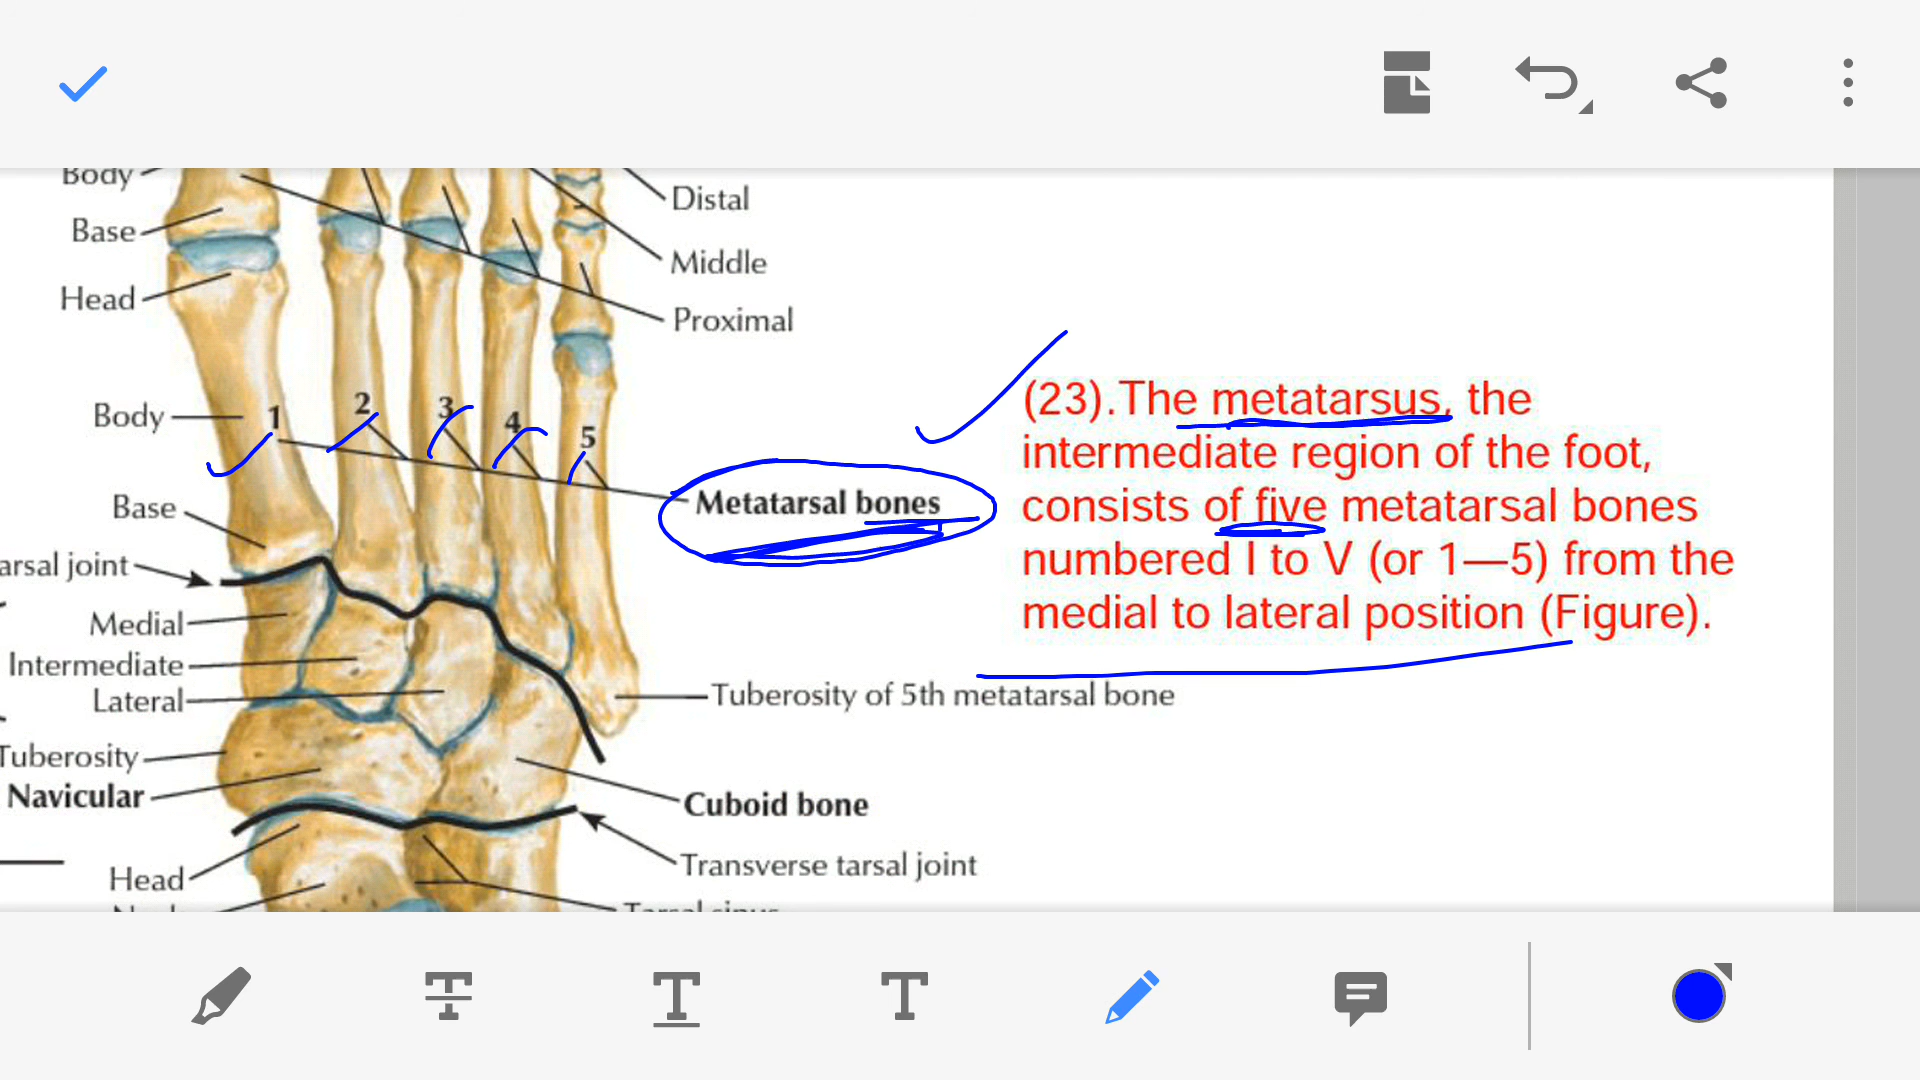 Body
Base
Head
Body
1
2
3
4
5
Base
arsal joint
Medial
Intermediate
Lateral
Tuberosity
Navicular
Head
Distal
Middle
Proximal
Metatarsal bones
Tuberosity of 5th metatarsal bone
Cuboid bone
Transverse tarsal joint
Tarsal sinus
(23).The metatarsus, the
intermediate region of the foot,
consists of five metatarsal bones
numbered I to V (or 1—5) from the
medial to lateral position (Figure).